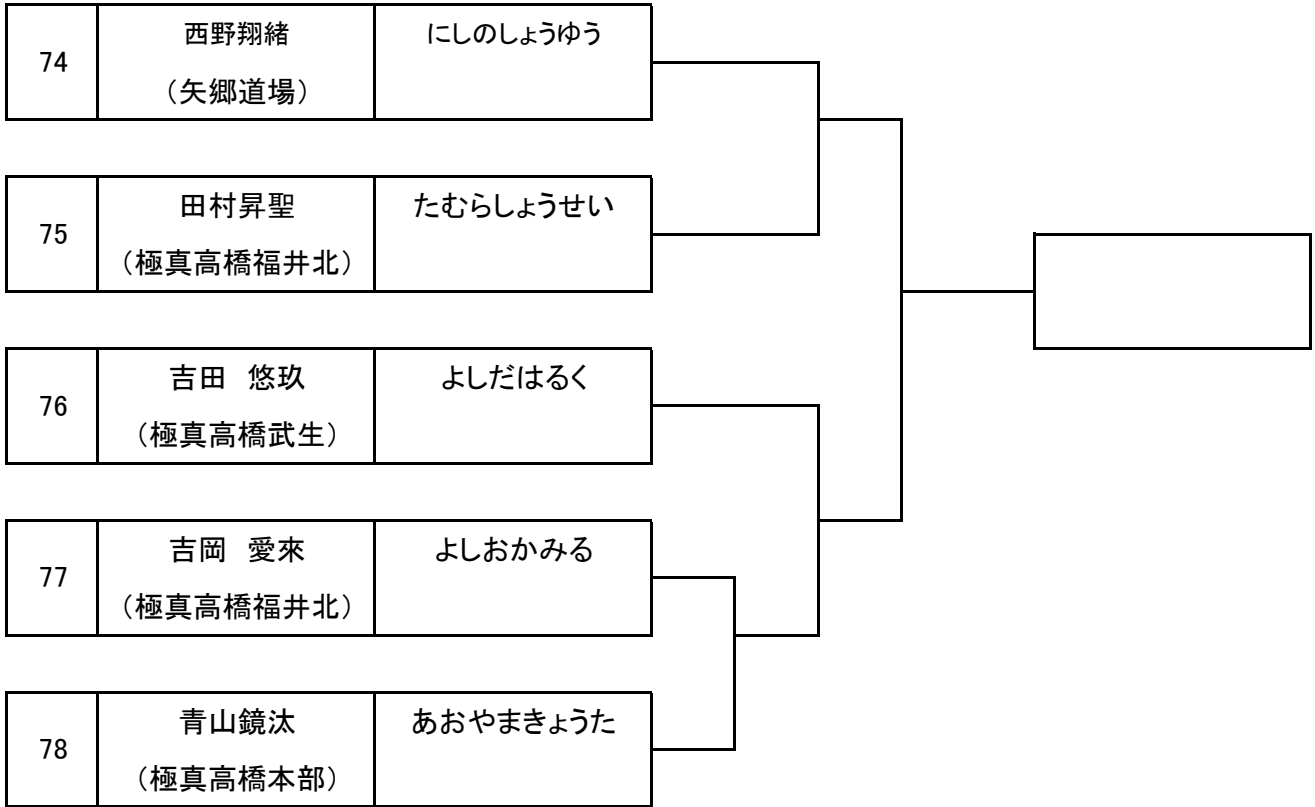 74
西野翔緒
（矢郷道場）
にしのしょうゆう
75
田村昇聖
（極真高橋福井北）
たむらしょうせい
76
吉田　悠玖
（極真高橋武生）
よしだはるく
77
吉岡　愛來
（極真高橋福井北）
よしおかみる
78
青山鏡汰
（極真高橋本部）
あおやまきょうた